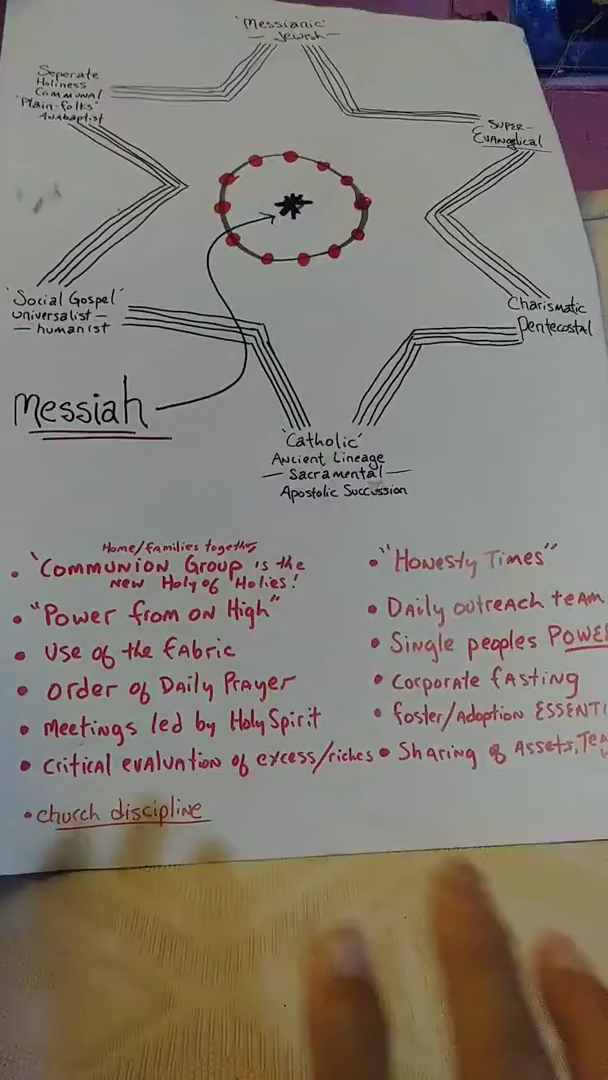 'Messianic'
— Jewish —
Seperate
Holiness
Communal
'Plain-folks'
Anabaptist
SUPER-
Evangelical
'Social Gospel'
universalist —
— humanist
Charismatic
Pentecostal
Messiah
'Catholic'
Ancient Lineage
— Sacramental —
Apostolic Succession
Home/families together
• 'Communion Group is the
new Holy of Holies!
• "Power from on High"
• Use of the fabric
• Order of Daily Prayer
• Meetings led by Holy Spirit
• Critical evaluation of excess/riches
• church discipline
• "Honesty Times"
• Daily outreach team
• Single peoples
• Corporate fasting
• foster/Adoption
• Sharing of Assets,